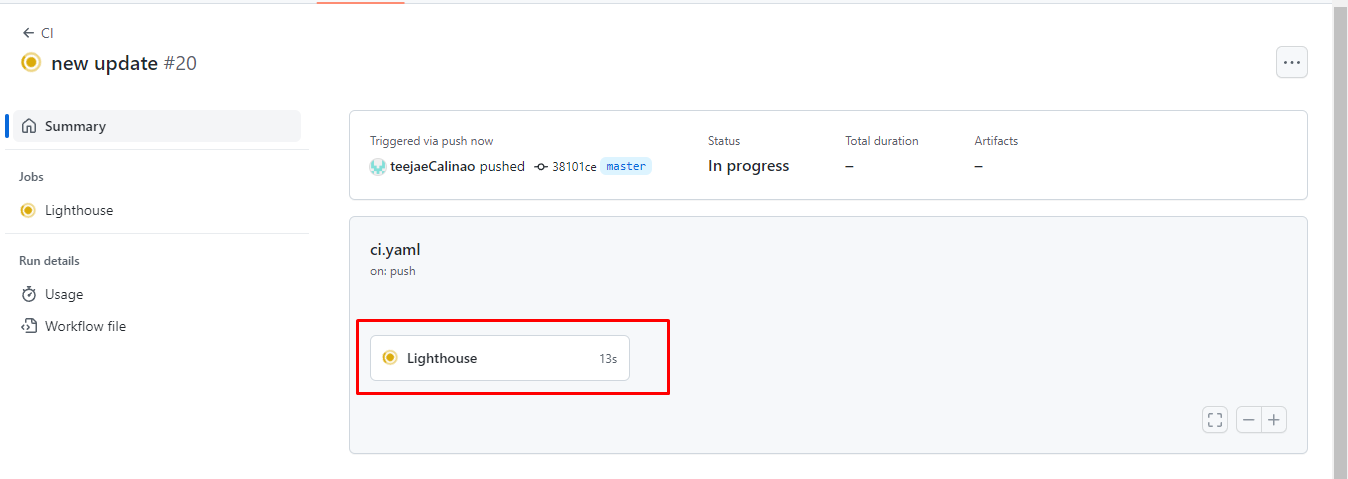 CI
new update #20
Summary
Jobs
Lighthouse
Run details
Usage
Workflow file
Triggered via push now
teejaeCalinao pushed 38101ce master
Status
In progress
Total duration
–
Artifacts
–
ci.yaml
on: push
Lighthouse 13s